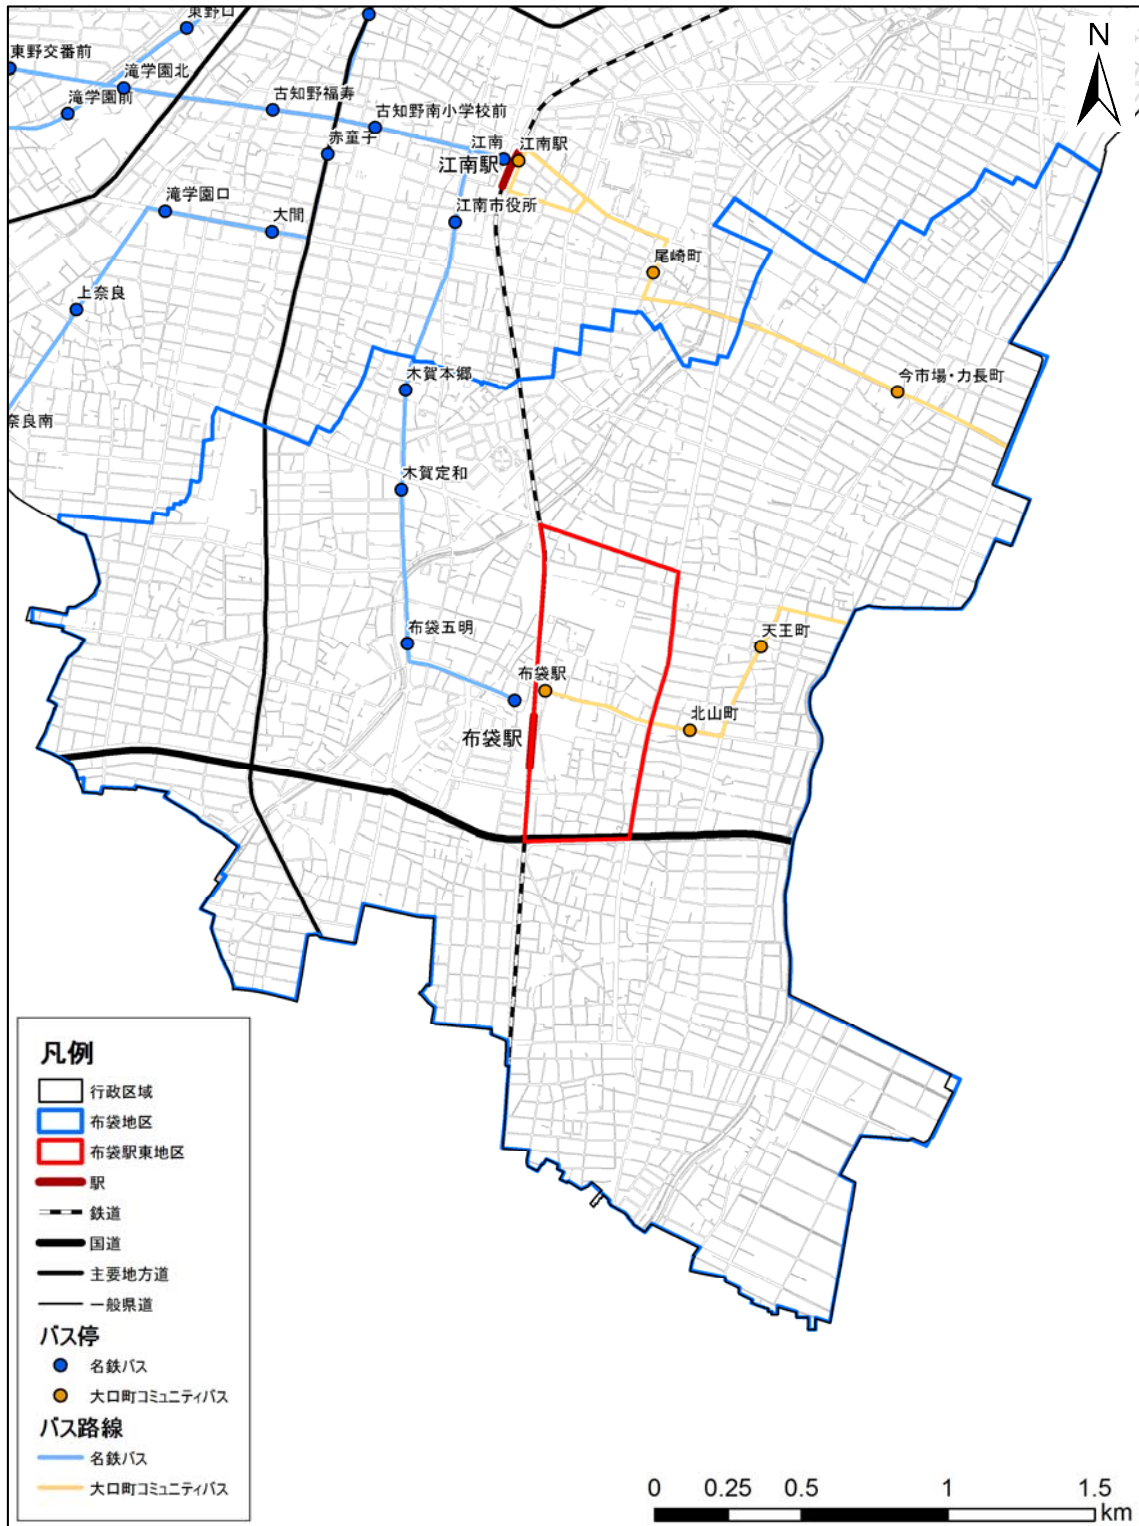 東野口
N
東野交番前
滝学園北
滝学園前
古知野福寿
古知野南小学校前
赤童子
江南
江南駅
江南駅
滝学園口
大間
江南市役所
尾崎町
上奈良
木賀本郷
今市場・力長町
奈良南
木賀定和
布袋五明
天王町
布袋駅
北山町
布袋駅
凡例
行政区域
布袋地区
布袋駅東地区
駅
鉄道
国道
主要地方道
一般県道
バス停
名鉄バス
大口町コミュニティバス
バス路線
名鉄バス
大口町コミュニティバス
0 0.25 0.5 1 1.5
km